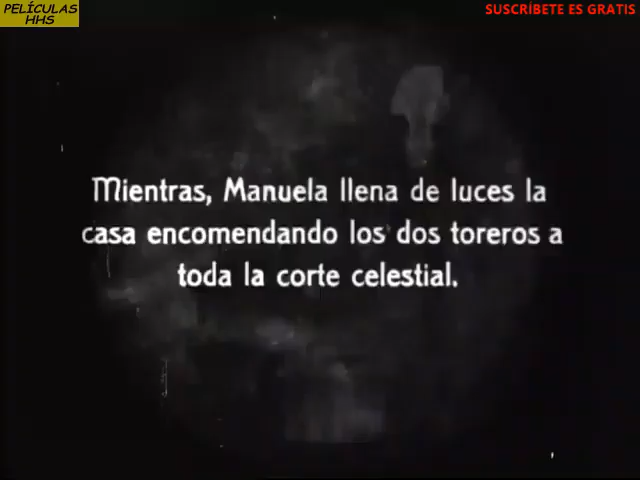 PELÍCULAS
HHS
SUSCRÍBETE ES GRATIS
Mientras, Manuela llena de luces la
casa encomendando los dos toreros a
toda la corte celestial.